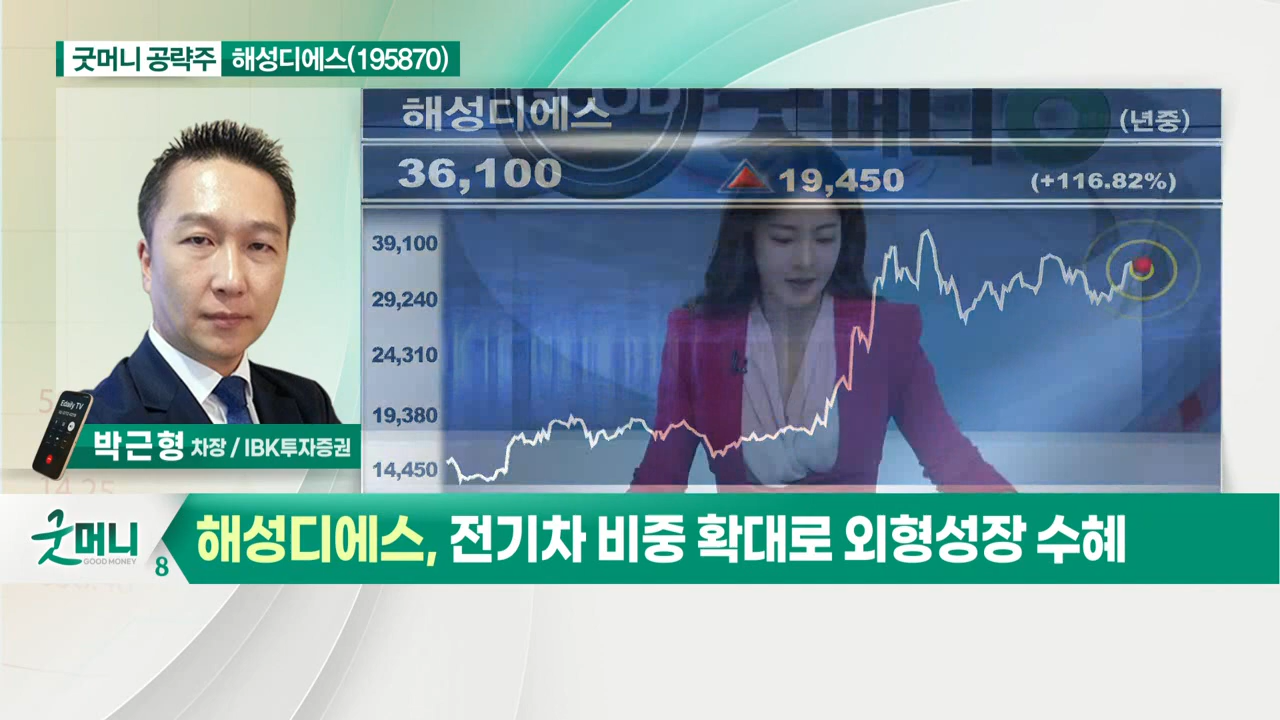 굿머니 공략주 해성디에스(195870)
해성디에스 (년중)
36,100 ▲ 19,450 (+116.82%)
39,100
29,240
24,310
19,380
14,450
Edaily TV
박근형 차장 / IBK투자증권
굿머니
GOOD MONEY
8
해성디에스, 전기차 비중 확대로 외형성장 수혜